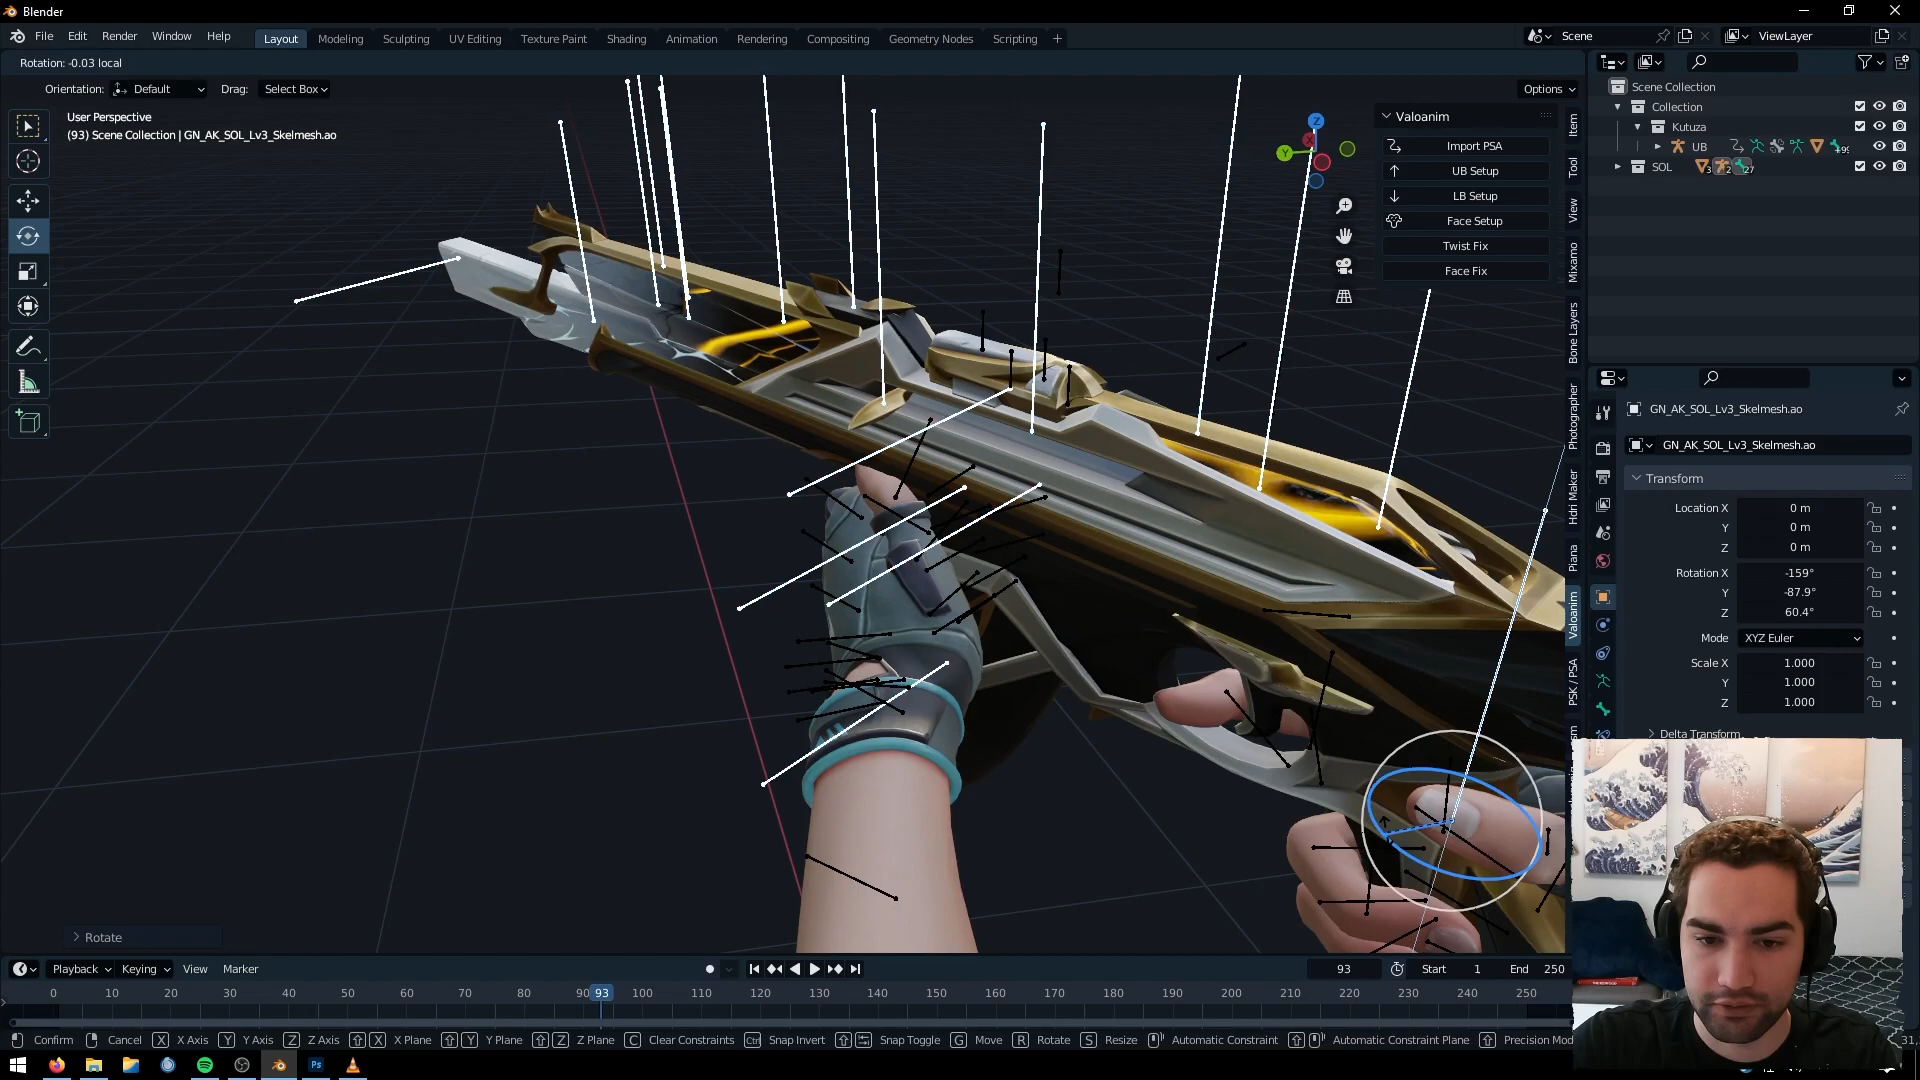 Blender
File Edit Render Window Help Layout Modeling Sculpting UV Editing Texture Paint Shading Animation Rendering Compositing Geometry Nodes Scripting + Scene ViewLayer
Rotation: -0.03 local
Orientation: Default Drag: Select Box Options
User Perspective
(93) Scene Collection | GN_AK_SOL_Lv3_Skelmesh.ao
Z
Y
X
Valoanim
Import PSA
UB Setup
LB Setup
Face Setup
Twist Fix
Face Fix
Item
Tool
View
Mixamo
Bone Layers
Photographer
Hdri Maker
Piana
Valoanim
PSK / PSA
Scene Collection
Collection
Kutuza
UB +99
SOL 3 2 27
GN_AK_SOL_Lv3_Skelmesh.ao
GN_AK_SOL_Lv3_Skelmesh.ao
Transform
Location X 0 m
Y 0 m
Z 0 m
Rotation X -159°
Y -87.9°
Z 60.4°
Mode XYZ Euler
Scale X 1.000
Y 1.000
Z 1.000
Delta Transform
Rotate
Playback Keying View Marker 93 Start 1 End 250
0 10 20 30 40 50 60 70 80 90 93 100 110 120 130 140 150 160 170 180 190 200 210 220 230 240 250
Confirm Cancel X X Axis Y Y Axis Z Z Axis X X Plane Y Y Plane Z Z Plane C Clear Constraints Ctrl Snap Invert Snap Toggle G Move R Rotate S Resize Automatic Constraint Automatic Constraint Plane Precision Mod
Ps